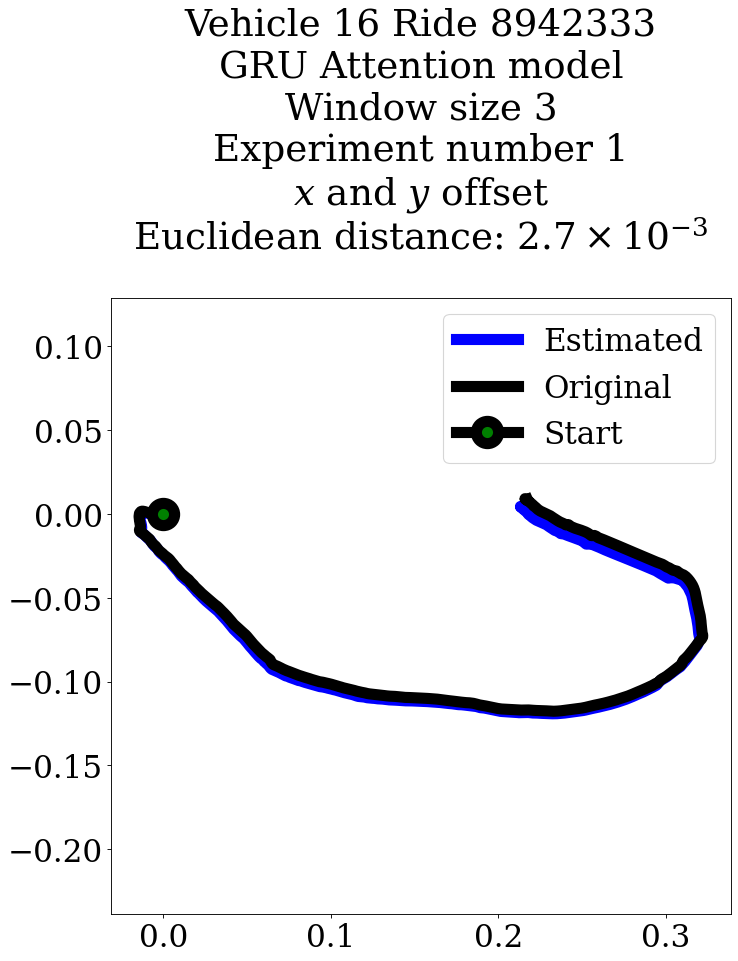 Vehicle 16 Ride 8942333
GRU Attention model
Window size 3
Experiment number 1
x and y offset
Euclidean distance: 2.7 × 10⁻³
Estimated
Original
Start
0.10
0.05
0.00
−0.05
−0.10
−0.15
−0.20
0.0 0.1 0.2 0.3